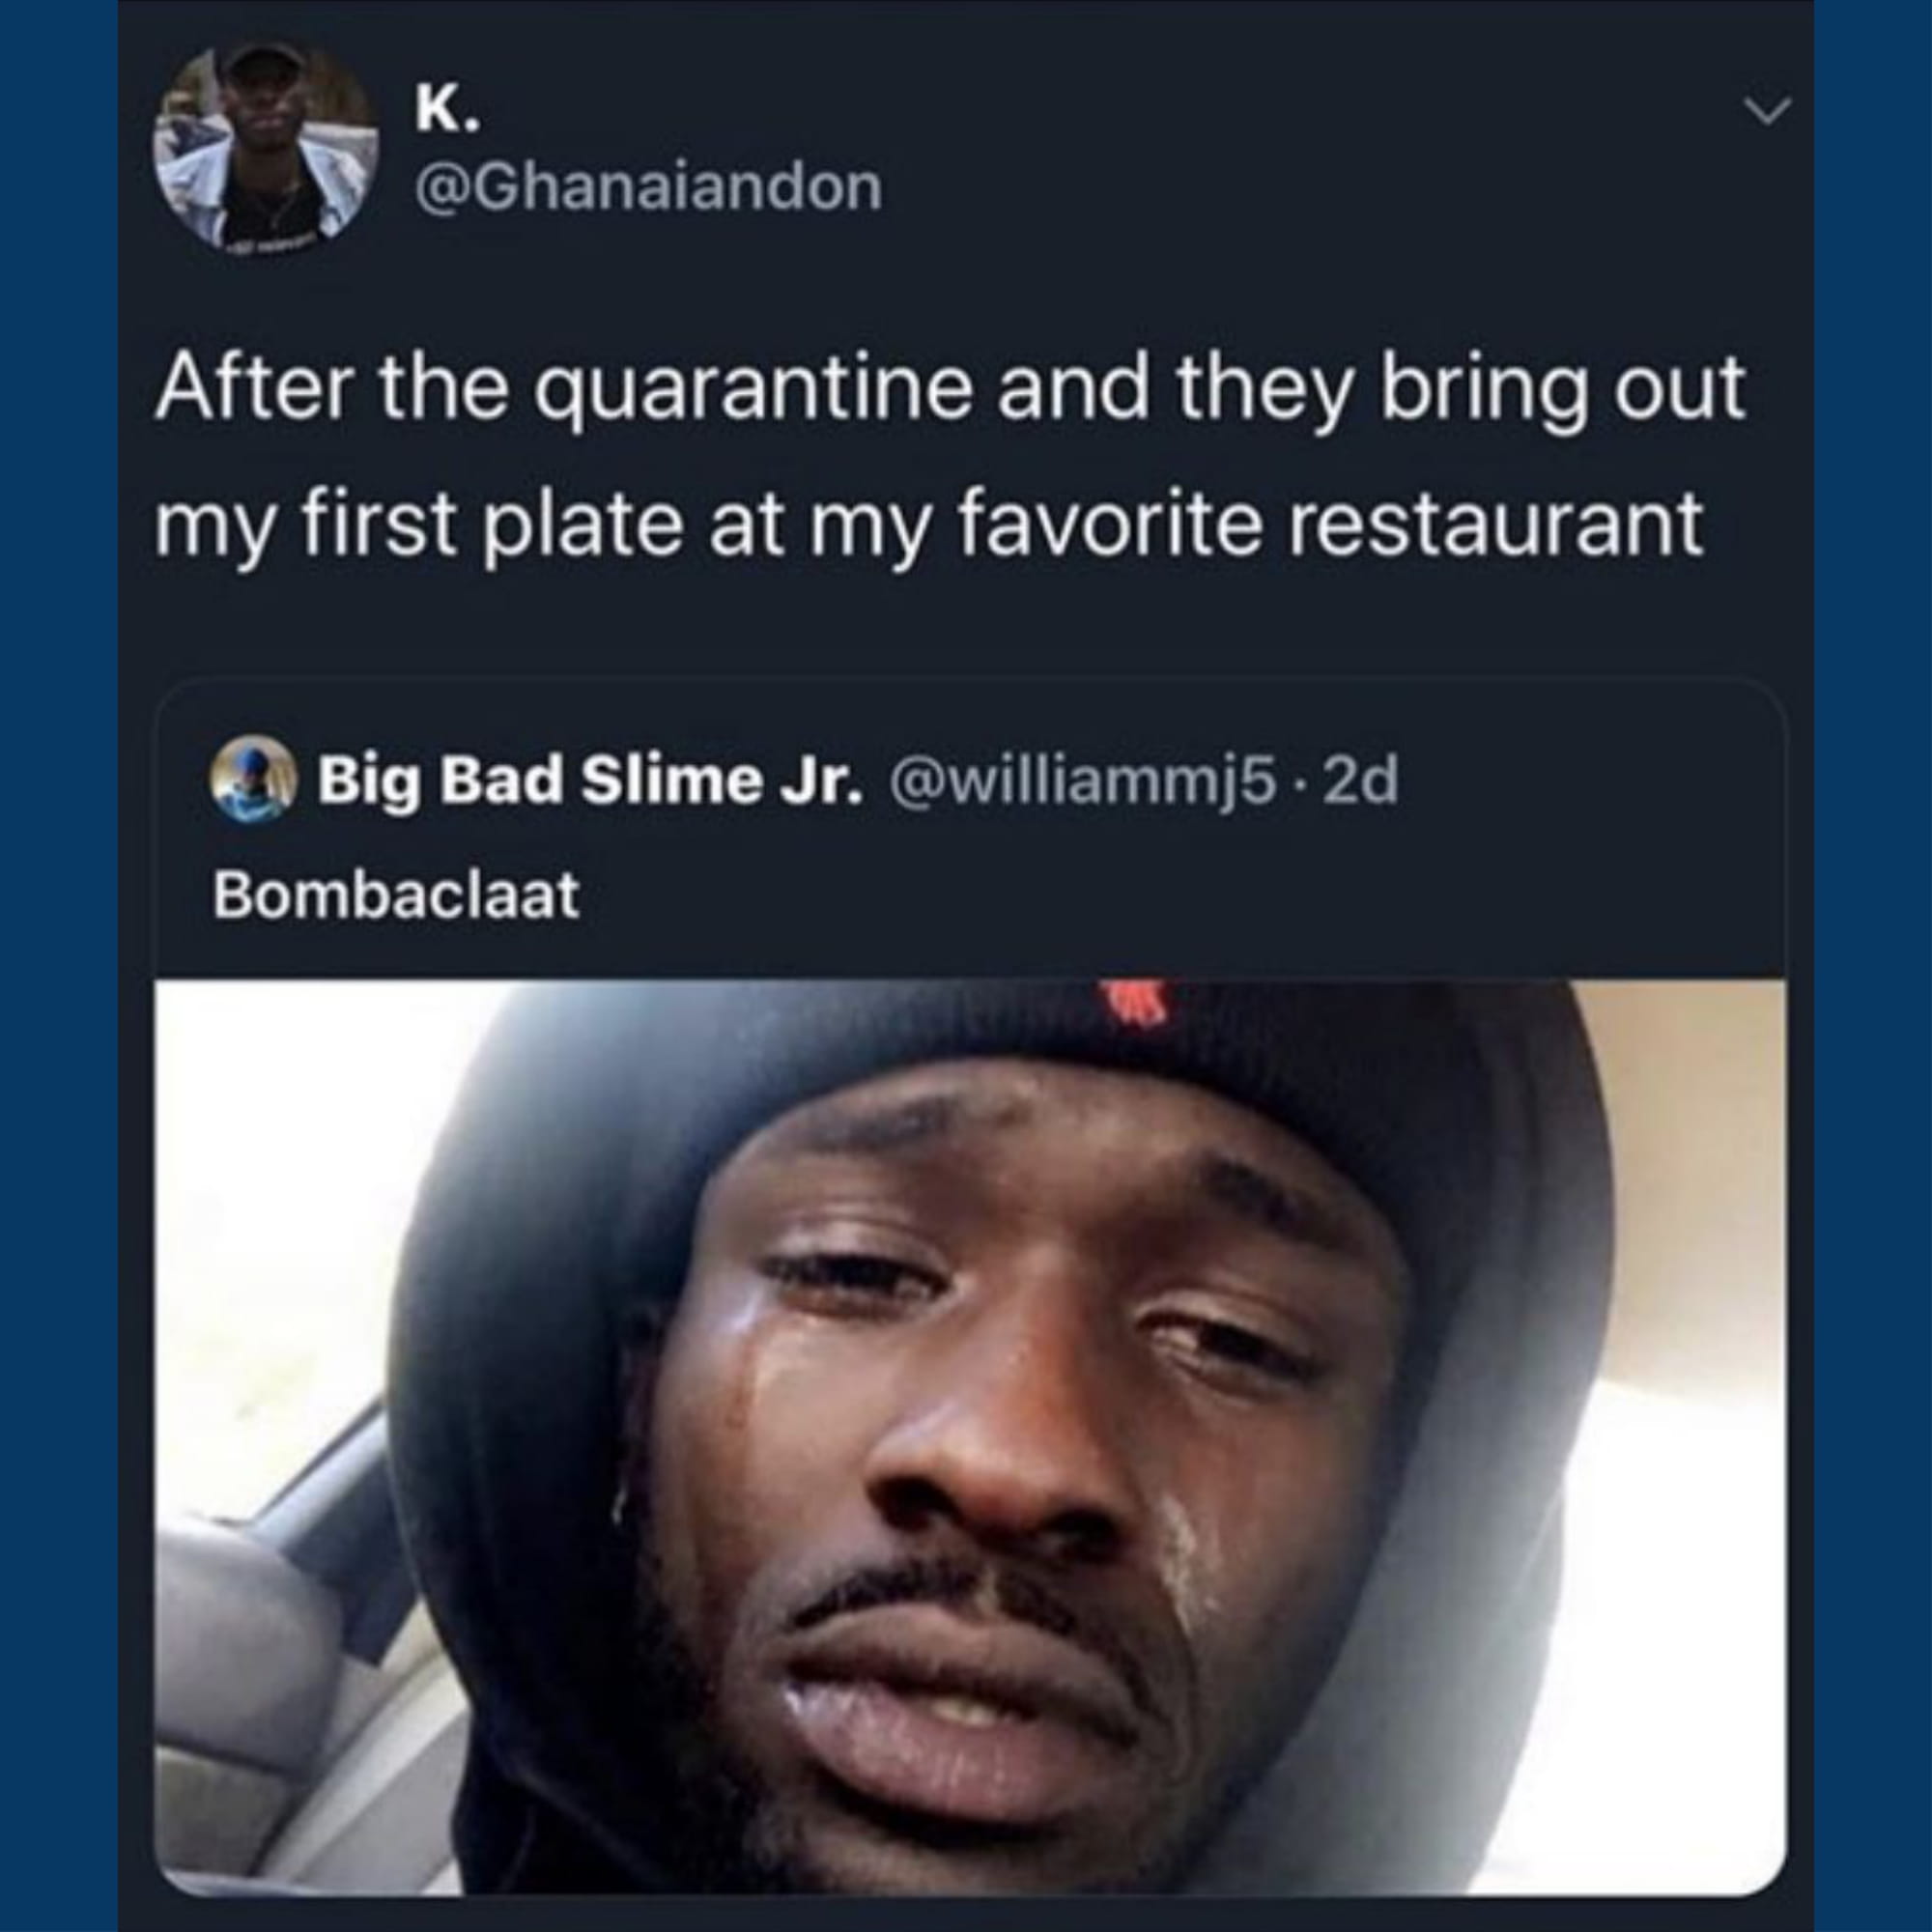 K.
@Ghanaiandon
After the quarantine and they bring out
my first plate at my favorite restaurant
Big Bad Slime Jr. @williammj5 · 2d
Bombaclaat